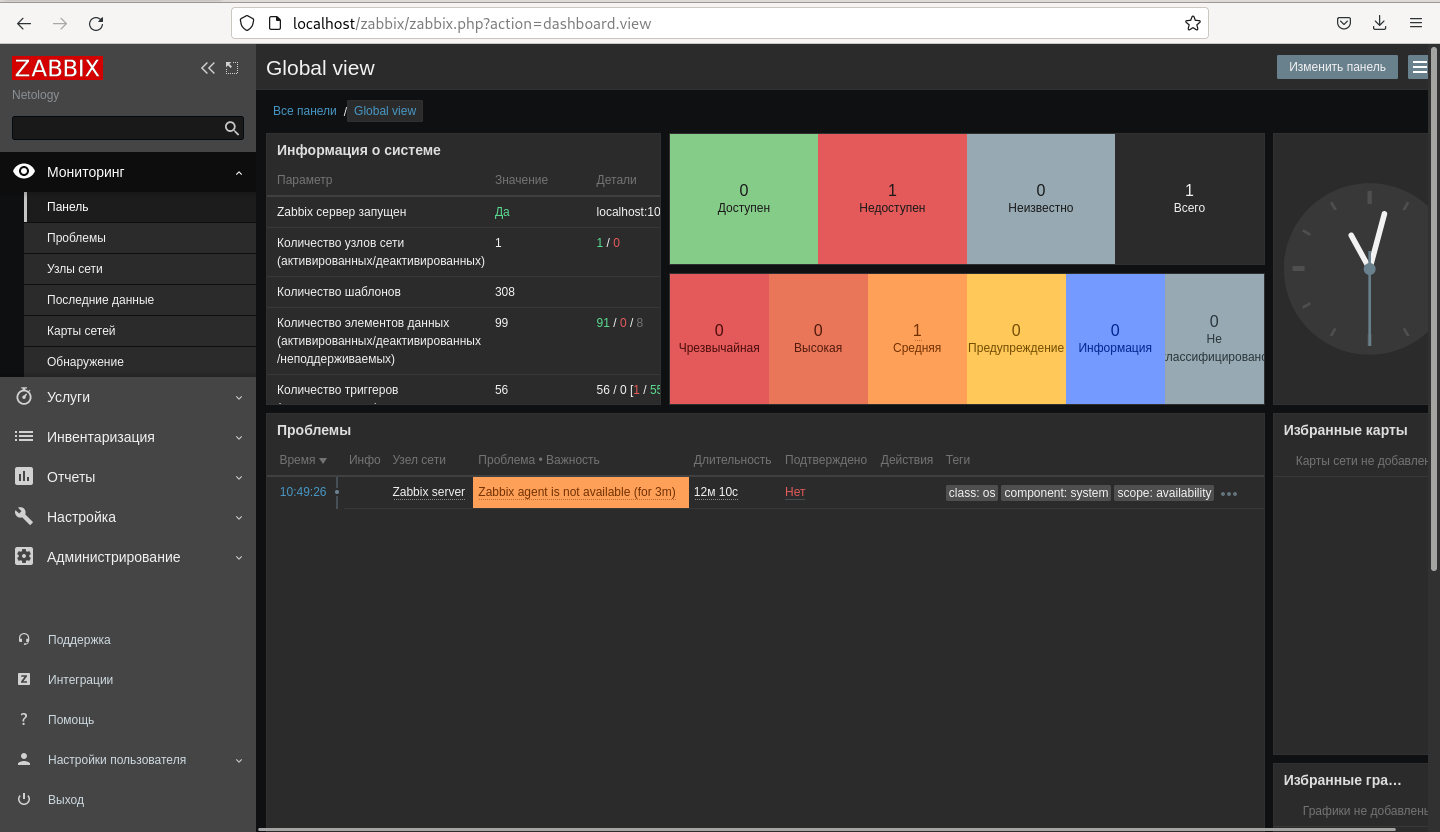 localhost/zabbix/zabbix.php?action=dashboard.view
ZABBIX
Netology
Мониторинг
Панель
Проблемы
Узлы сети
Последние данные
Карты сетей
Обнаружение
Услуги
Инвентаризация
Отчеты
Настройка
Администрирование
Поддержка
Интеграции
Помощь
Настройки пользователя
Выход
Global view
Изменить панель
Все панели / Global view
Информация о системе
Параметр Значение Детали
Zabbix сервер запущен Да localhost:10
Количество узлов сети 1 1 / 0
(активированных/деактивированных)
Количество шаблонов 308
Количество элементов данных 99 91 / 0 / 8
(активированных/деактивированных
/неподдерживаемых)
Количество триггеров 56 56 / 0 [1 / 55
0 1 0 1
Доступен Недоступен Неизвестно Всего
0 0 1 0 0 0
Чрезвычайная Высокая Средняя Предупреждение Информация Не
лассифицировано
Проблемы
Время Инфо Узел сети Проблема • Важность Длительность Подтверждено Действия Теги
10:49:26 Zabbix server Zabbix agent is not available (for 3m) 12м 10с Нет class: os component: system scope: availability •••
Избранные карты
Карты сети не добавлен
Избранные гра…
Графики не добавлены